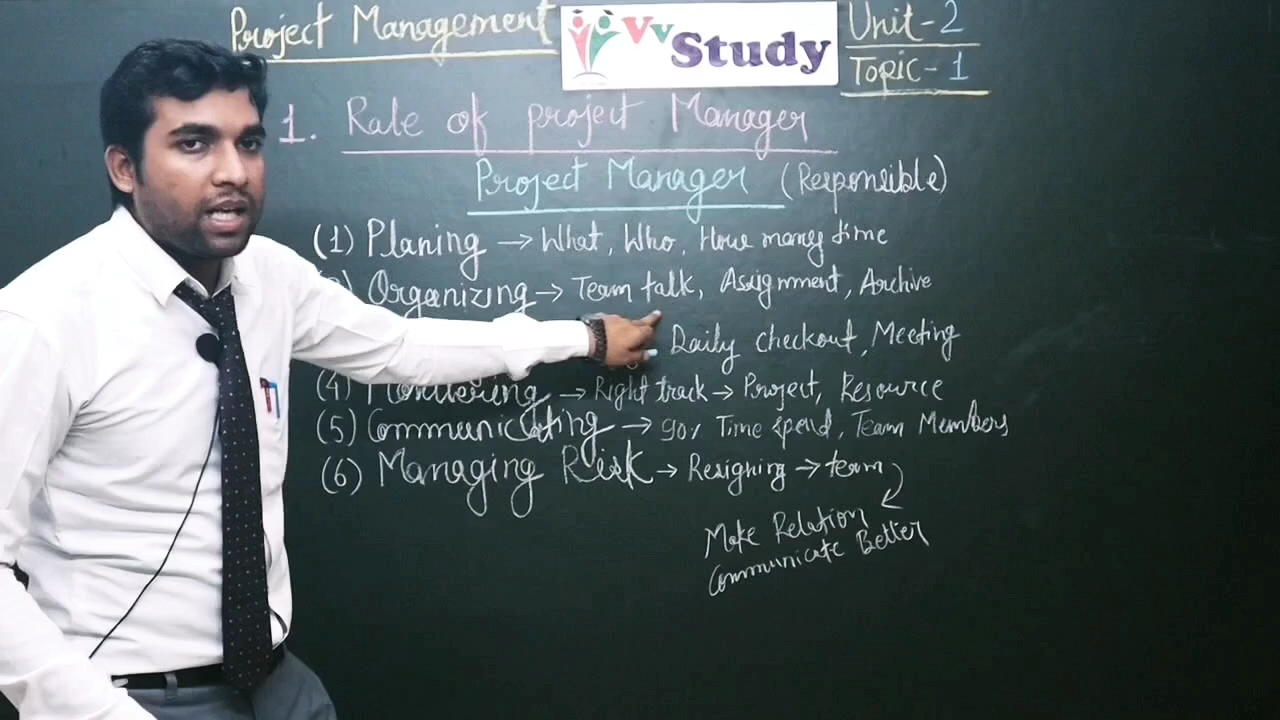 Project Management
Vv Study
Unit-2
Topic-1
1. Role of project Manager
Project Manager (Responsible)
(1) Planing → What, Who, How many time
Organizing → Team talk, Assignment, Archive
Daily checkout, Meeting
(4) Monitering → Right track → Project, Resource
(5) Communicating → 90% Time spend, Team Members
(6) Managing Risk → Resigning → team
Make Relation
Communicate Better